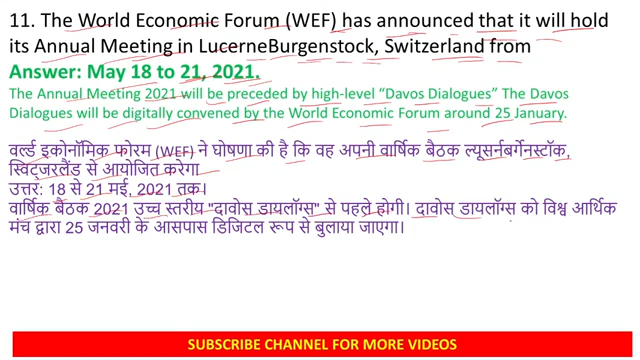 11. The World Economic Forum (WEF) has announced that it will hold
its Annual Meeting in LucerneBurgenstock, Switzerland from
Answer: May 18 to 21, 2021.
The Annual Meeting 2021 will be preceded by high-level “Davos Dialogues” The Davos
Dialogues will be digitally convened by the World Economic Forum around 25 January.
वर्ल्ड इकोनॉमिक फोरम (WEF) ने घोषणा की है कि वह अपनी वार्षिक बैठक ल्यूसर्नबर्गेनस्टॉक,
स्विट्जरलैंड से आयोजित करेगा
उत्तर: 18 से 21 मई, 2021 तक।
वार्षिक बैठक 2021 उच्च स्तरीय "दावोस डायलॉग्स" से पहले होगी। दावोस डायलॉग्स को विश्व आर्थिक
मंच द्वारा 25 जनवरी के आसपास डिजिटल रूप से बुलाया जाएगा।
SUBSCRIBE CHANNEL FOR MORE VIDEOS